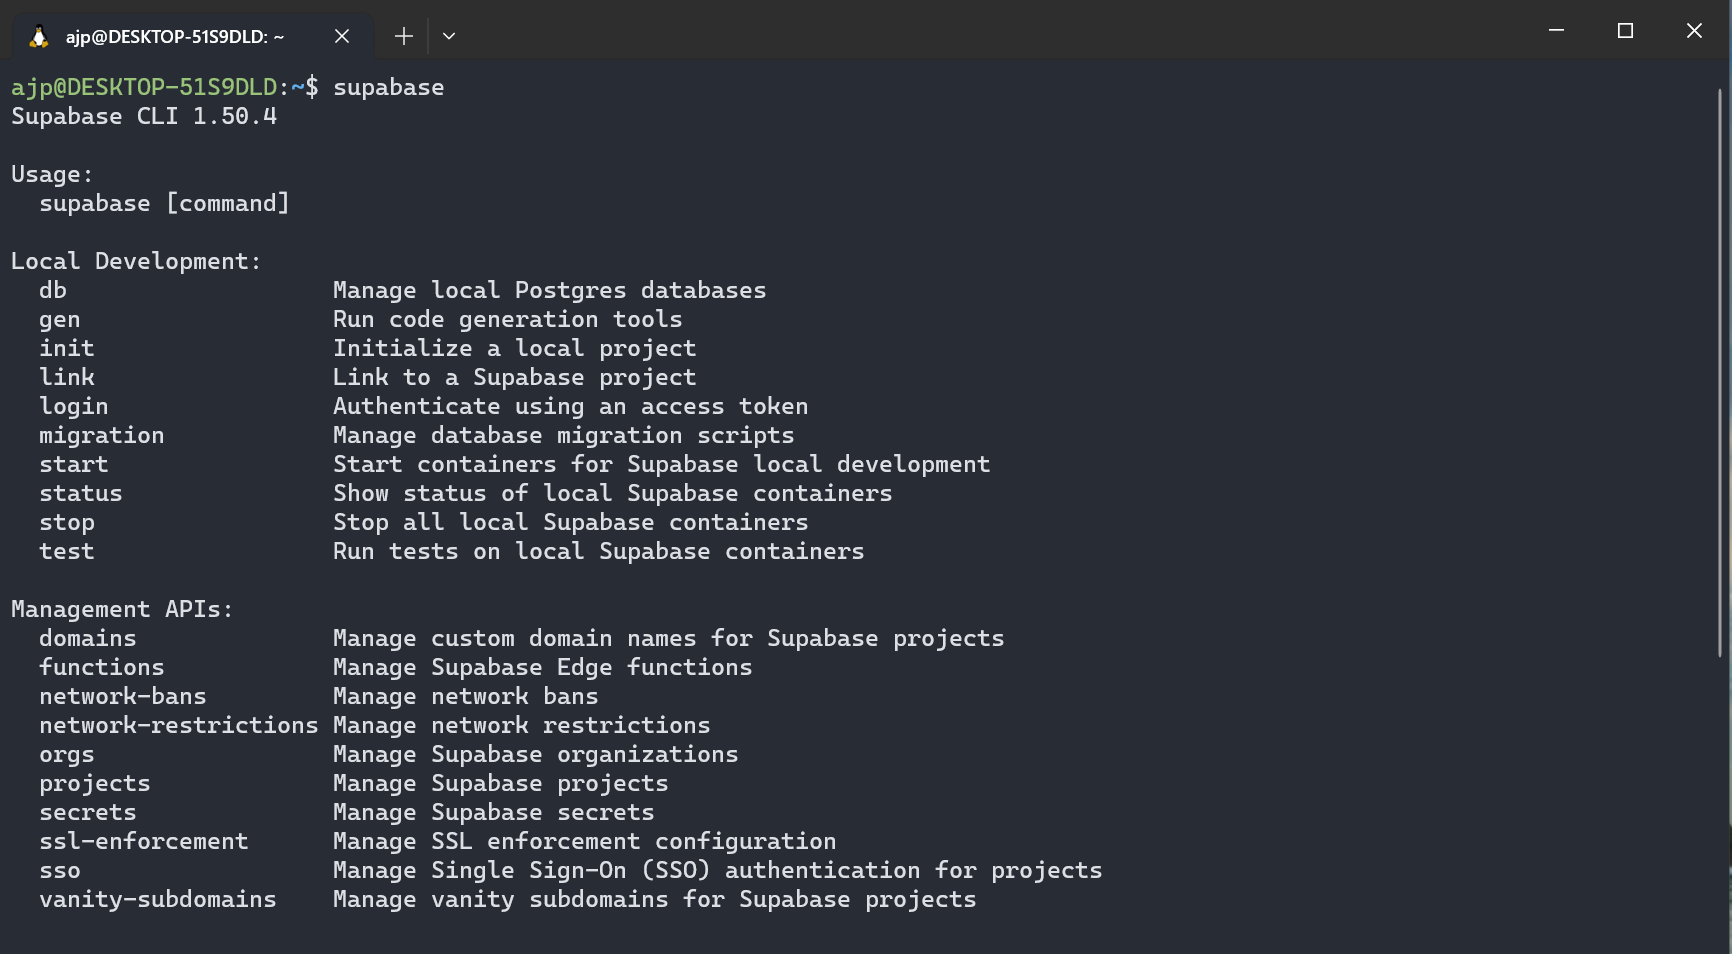 ajp@DESKTOP-51S9DLD: ~
ajp@DESKTOP-51S9DLD:~$ supabase
Supabase CLI 1.50.4
Usage:
supabase [command]
Local Development:
db Manage local Postgres databases
gen Run code generation tools
init Initialize a local project
link Link to a Supabase project
login Authenticate using an access token
migration Manage database migration scripts
start Start containers for Supabase local development
status Show status of local Supabase containers
stop Stop all local Supabase containers
test Run tests on local Supabase containers
Management APIs:
domains Manage custom domain names for Supabase projects
functions Manage Supabase Edge functions
network-bans Manage network bans
network-restrictions Manage network restrictions
orgs Manage Supabase organizations
projects Manage Supabase projects
secrets Manage Supabase secrets
ssl-enforcement Manage SSL enforcement configuration
sso Manage Single Sign-On (SSO) authentication for projects
vanity-subdomains Manage vanity subdomains for Supabase projects